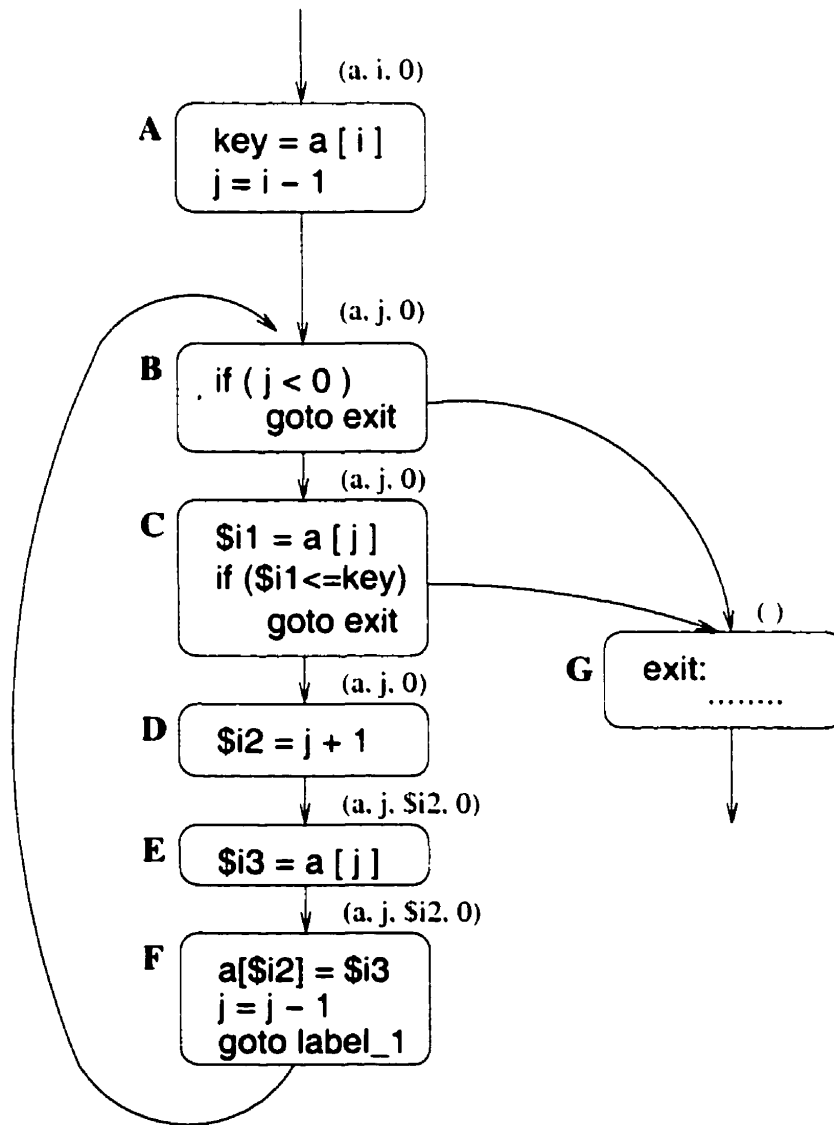 (a, i, 0)
A
key = a [ i ]
j = i – 1
(a, j, 0)
B
if ( j < 0 )
goto exit
(a, j, 0)
C
$i1 = a [ j ]
if ($i1<=key)
goto exit
( )
G
exit:
........
(a, j, 0)
D
$i2 = j + 1
(a, j, $i2, 0)
E
$i3 = a [ j ]
(a, j, $i2, 0)
F
a[$i2] = $i3
j = j – 1
goto label_1